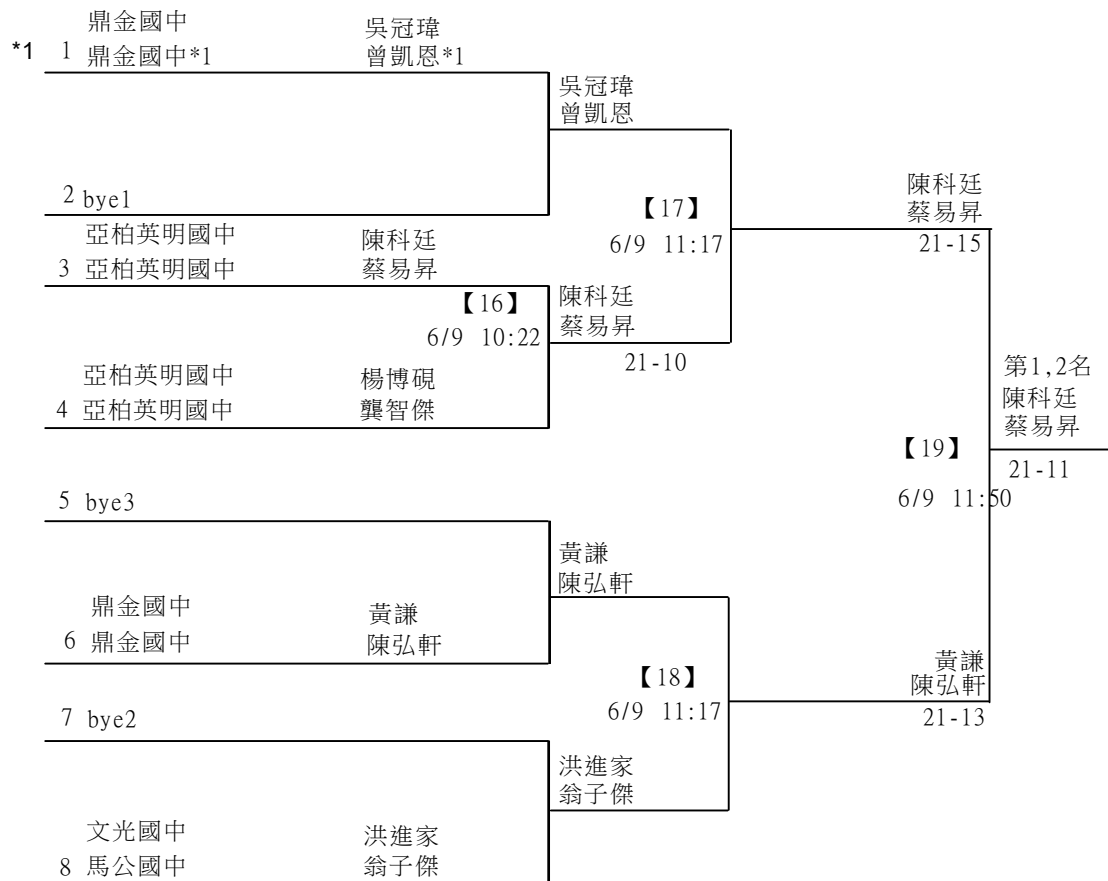 鼎金國中 吳冠瑋
*1 1 鼎金國中*1 曾凱恩*1
吳冠瑋
曾凱恩
2 bye1
【17】
6/9 11:17
陳科廷
蔡易昇
21-15
亞柏英明國中 陳科廷
3 亞柏英明國中 蔡易昇
【16】
6/9 10:22
陳科廷
蔡易昇
21-10
亞柏英明國中 楊博硯
4 亞柏英明國中 龔智傑
第1,2名
陳科廷
蔡易昇
【19】
21-11
6/9 11:50
5 bye3
黃謙
陳弘軒
鼎金國中 黃謙
6 鼎金國中 陳弘軒
【18】
6/9 11:17
黃謙
陳弘軒
21-13
7 bye2
洪進家
翁子傑
文光國中 洪進家
8 馬公國中 翁子傑